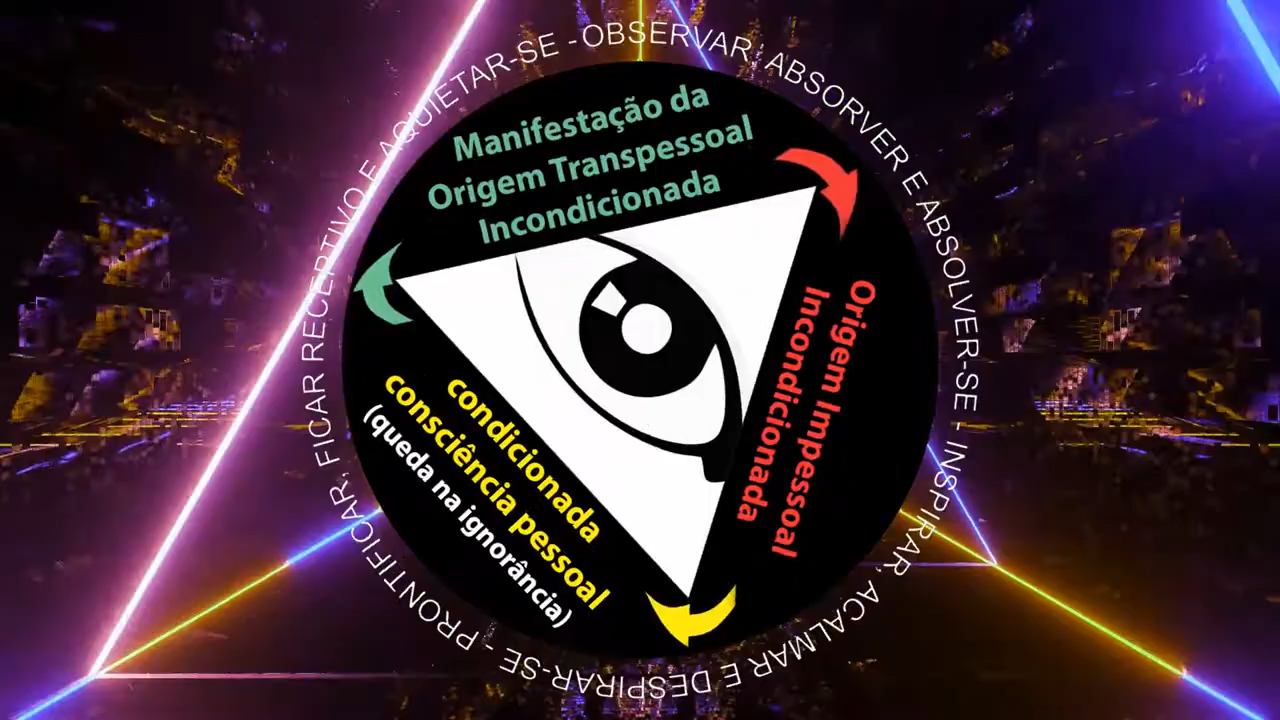 OBSERVAR, ABSORVER E ABSOLVER-SE - INSPIRAR, ACALMAR E DESPIRAR-SE - PRONTIFICAR, FICAR RECEPTIVO E AQUIETAR-SE -
Manifestação da
Origem Transpessoal
Incondicionada
Origem Impessoal
Incondicionada
condicionada
consciência pessoal
(queda na ignorância)